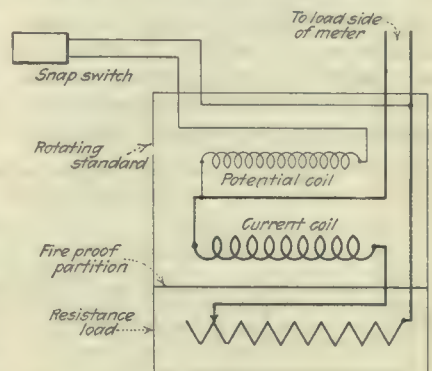 To load side
of meter
Snap switch
Rotating
standard
Potential coil
Current coil
Fire proof
partition
Resistance
load